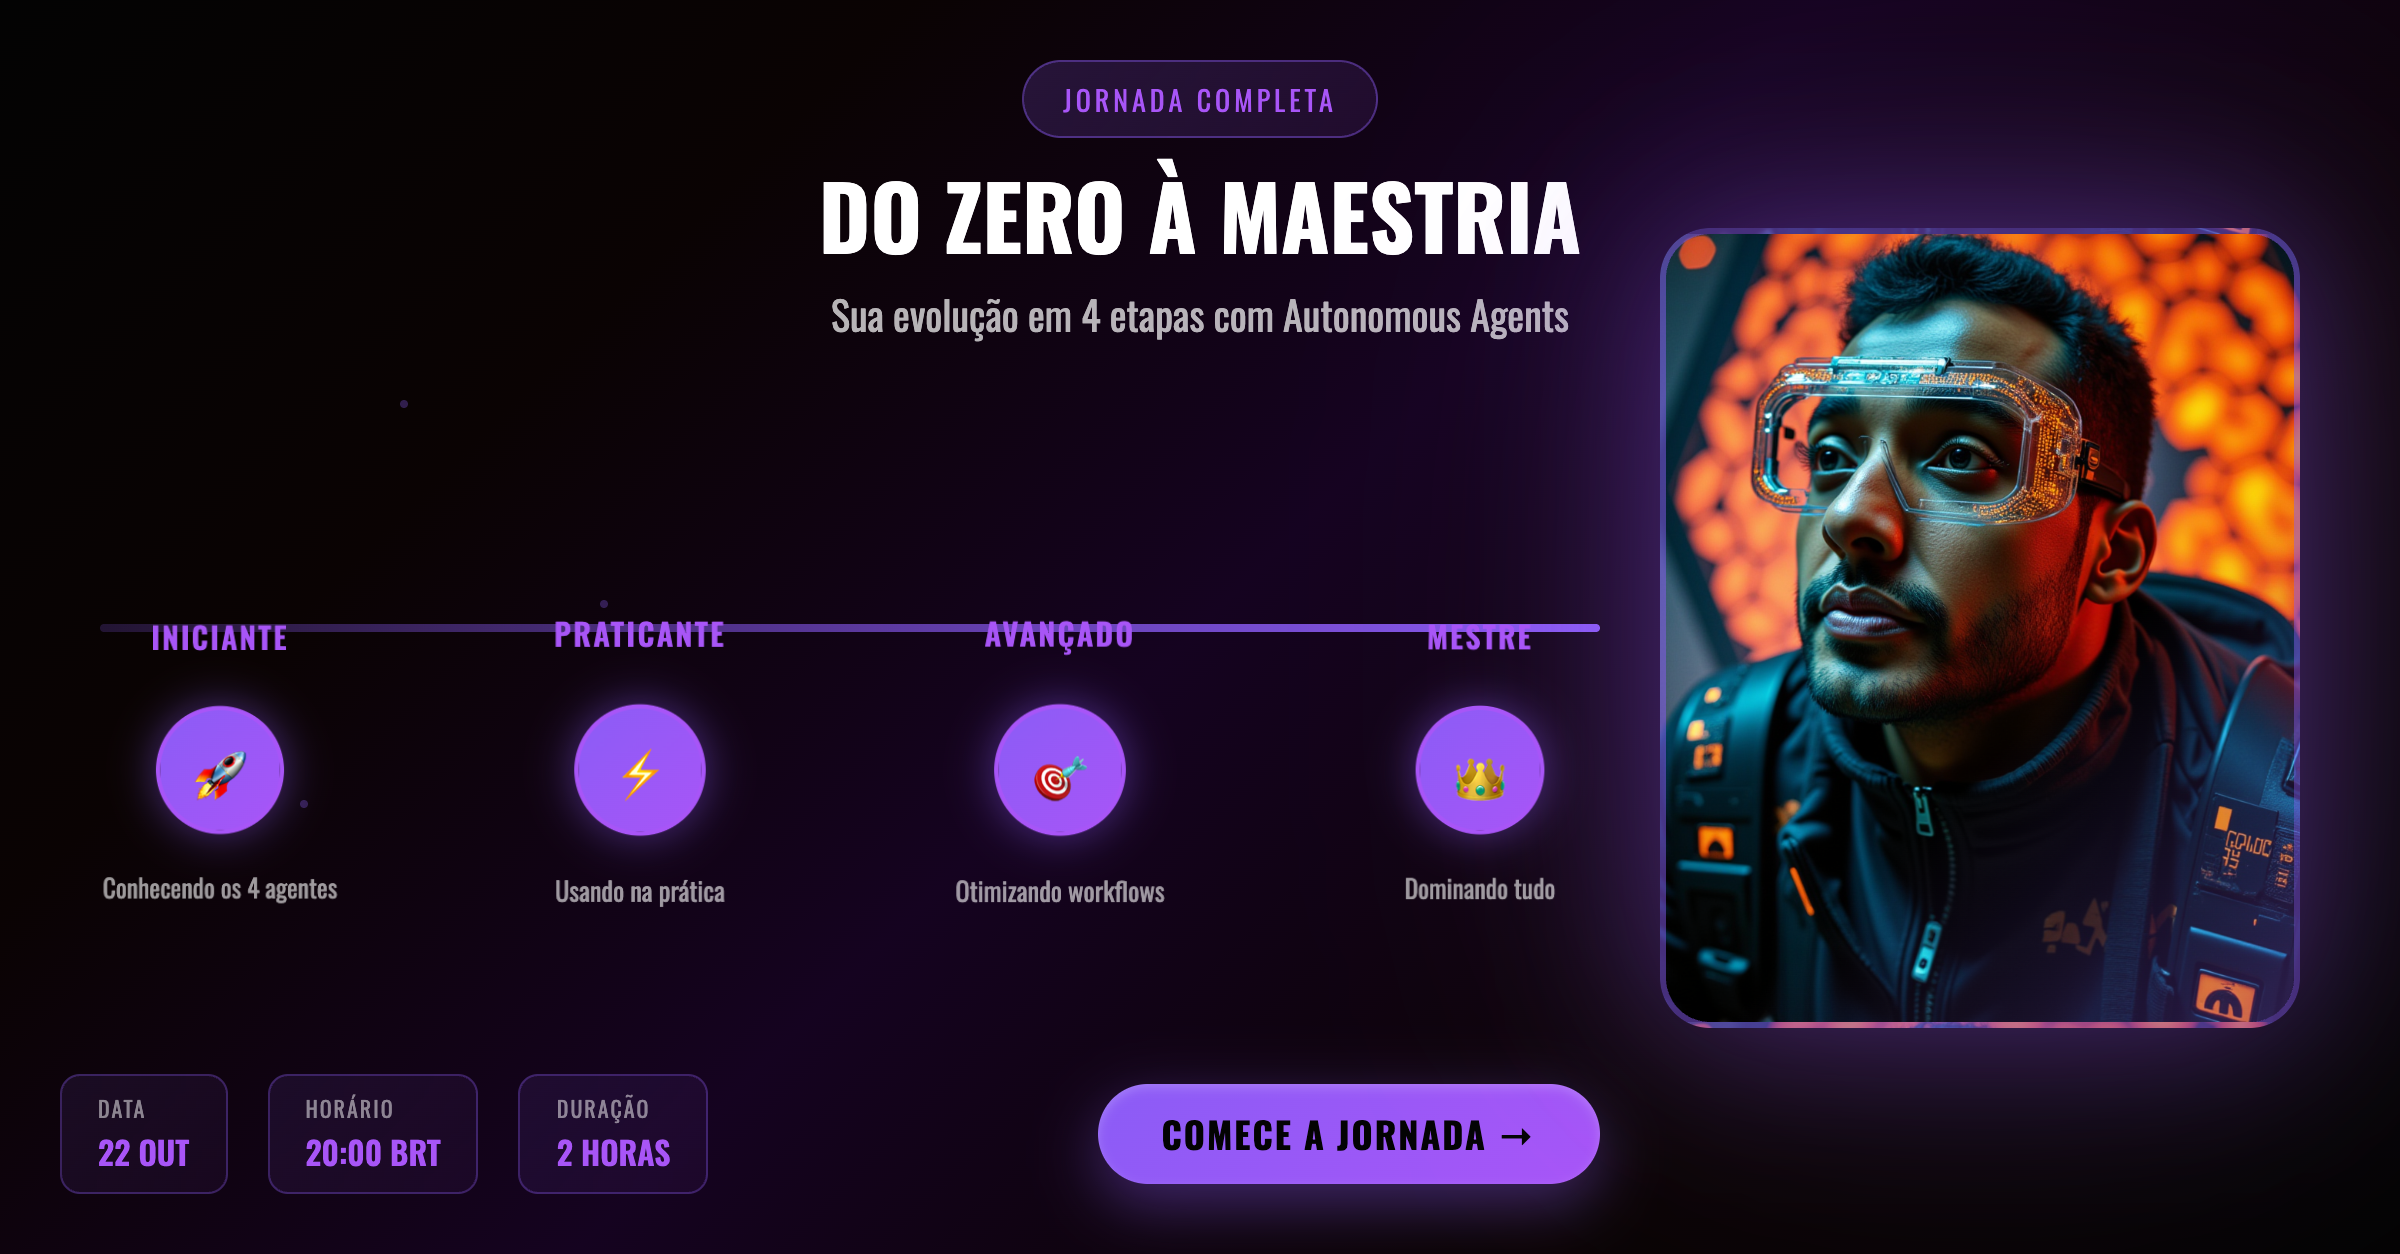 JORNADA COMPLETA
DO ZERO À MAESTRIA
Sua evolução em 4 etapas com Autonomous Agents
INICIANTE
Conhecendo os 4 agentes
PRATICANTE
Usando na prática
AVANÇADO
Otimizando workflows
MESTRE
Dominando tudo
DATA
22 OUT
HORÁRIO
20:00 BRT
DURAÇÃO
2 HORAS
COMECE A JORNADA →